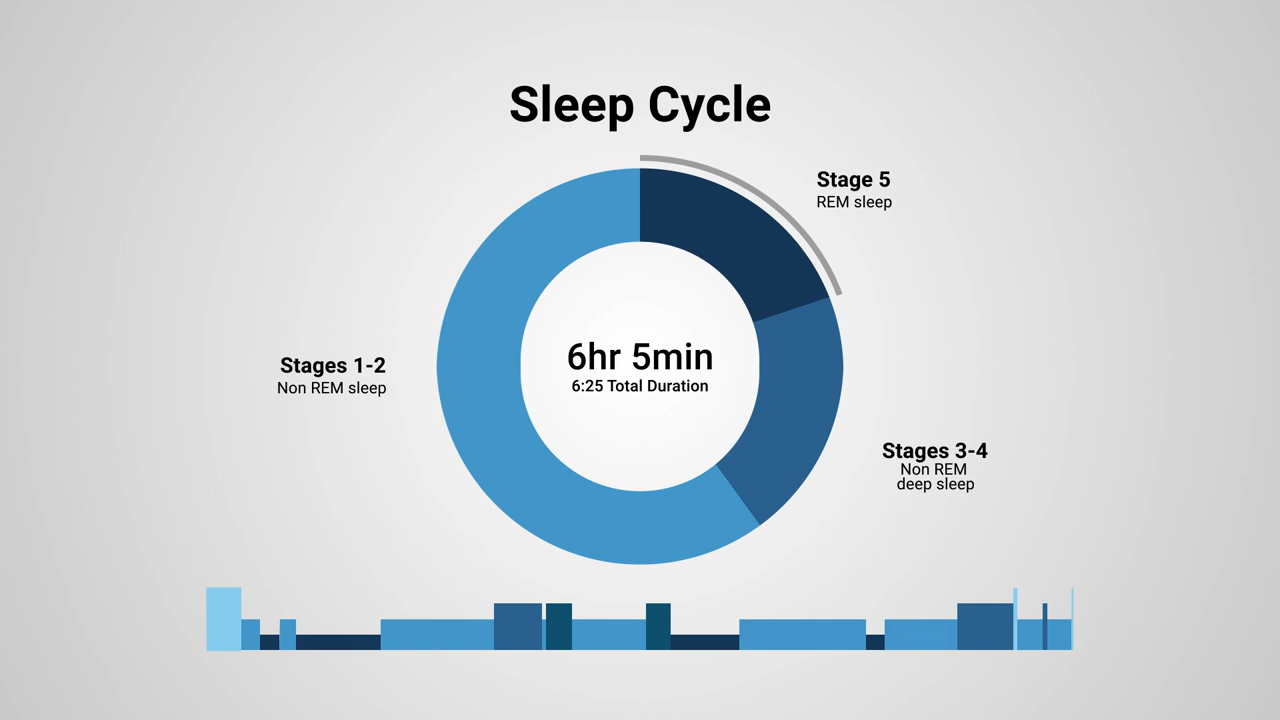 Sleep Cycle
Stage 5
REM sleep
Stages 1-2
Non REM sleep
6hr 5min
6:25 Total Duration
Stages 3-4
Non REM
deep sleep